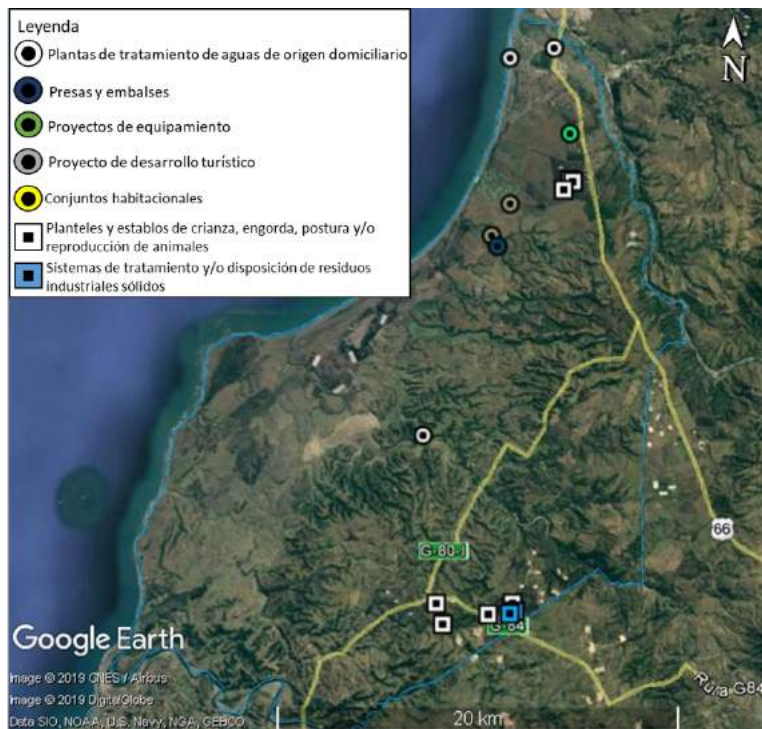 Leyenda
Plantas de tratamiento de aguas de origen domiciliario
Presas y embalses
Proyectos de equipamiento
Proyecto de desarrollo turístico
Conjuntos habitacionales
Planteles y establos de crianza, engorda, postura y/o
reproducción de animales
Sistemas de tratamiento y/o disposición de residuos
industriales sólidos
N
66
G-80-I
G-84
Ruta G84
Google Earth
Image © 2019 CNES / Airbus
Image © 2019 DigitalGlobe
Data SIO, NOAA, U.S. Navy, NGA, GEBCO
20 km